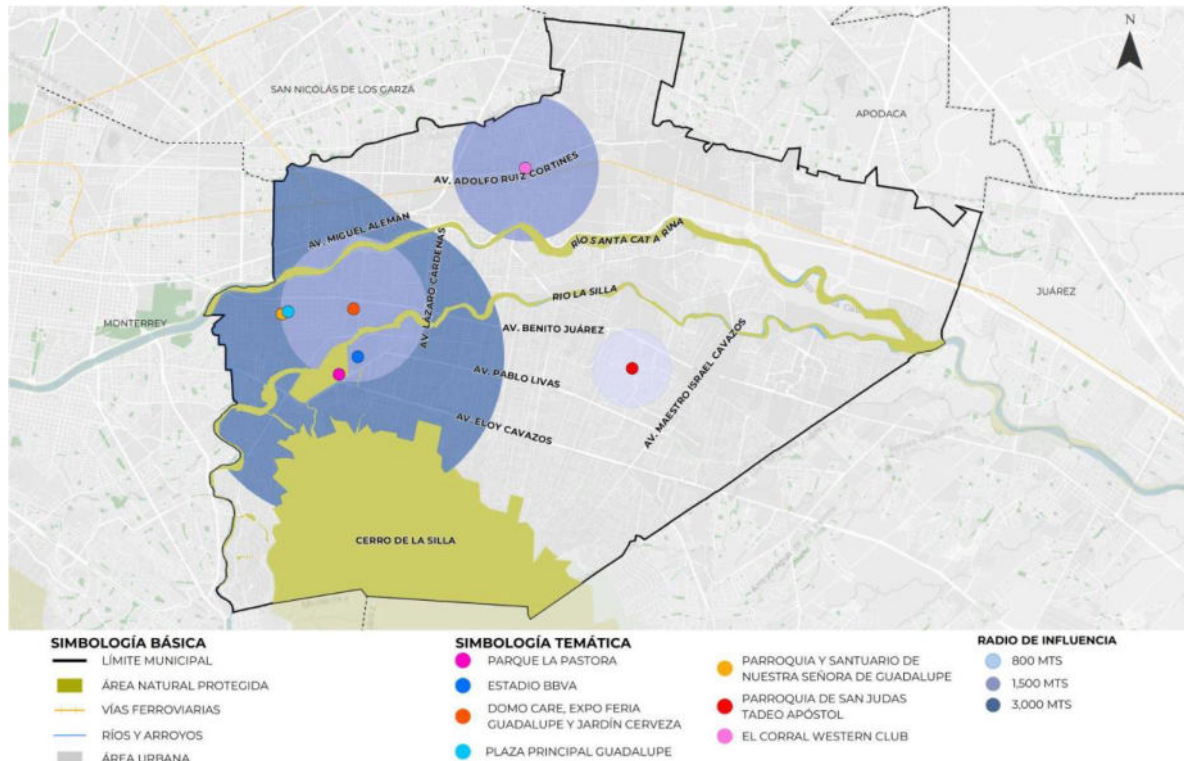 N
SAN NICOLÁS DE LOS GARZA
APODACA
AV. ADOLFO RUIZ CORTINES
AV. MIGUEL ALEMÁN
RÍO SANTA CATARINA
AV. LÁZARO CÁRDENAS
RIO LA SILLA
JUÁREZ
MONTERREY
AV. BENITO JUÁREZ
AV. PABLO LIVAS
AV. MAESTRO ISRAEL CAVAZOS
AV. ELOY CAVAZOS
CERRO DE LA SILLA
SIMBOLOGÍA BÁSICA
LÍMITE MUNICIPAL
ÁREA NATURAL PROTEGIDA
VÍAS FERROVIARIAS
RÍOS Y ARROYOS
ÁREA URBANA
SIMBOLOGÍA TEMÁTICA
PARQUE LA PASTORA
ESTADIO BBVA
DOMO CARE, EXPO FERIA
GUADALUPE Y JARDÍN CERVEZA
PLAZA PRINCIPAL GUADALUPE
PARROQUIA Y SANTUARIO DE
NUESTRA SEÑORA DE GUADALUPE
PARROQUIA DE SAN JUDAS
TADEO APÓSTOL
EL CORRAL WESTERN CLUB
RADIO DE INFLUENCIA
800 MTS
1,500 MTS
3,000 MTS